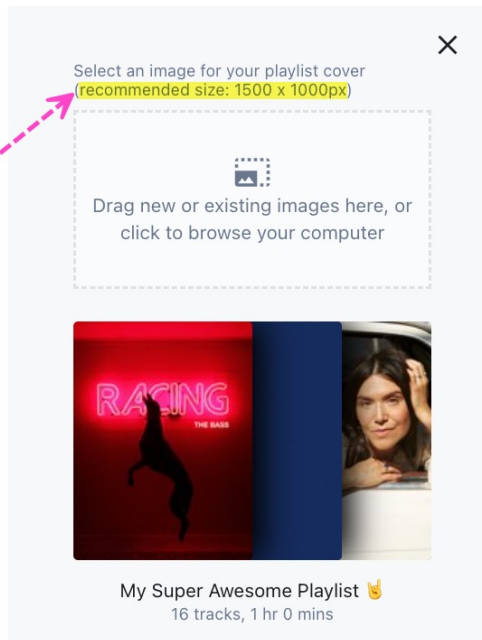 Select an image for your playlist cover
(recommended size: 1500 x 1000px)
Drag new or existing images here, or
click to browse your computer
RACING
THE BASS
My Super Awesome Playlist 🤘
16 tracks, 1 hr 0 mins